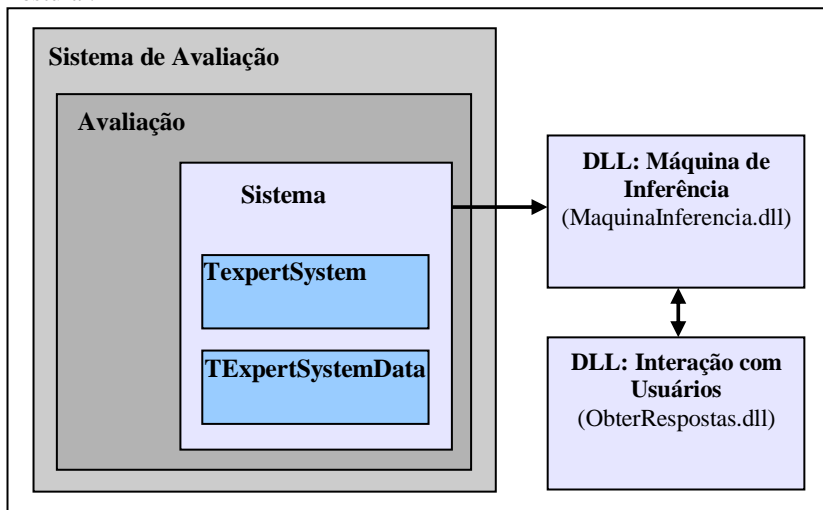 Sistema de Avaliação
Avaliação
Sistema
TexpertSystem
TExpertSystemData
DLL: Máquina de
Inferência
(MaquinaInferencia.dll)
DLL: Interação com
Usuários
(ObterRespostas.dll)